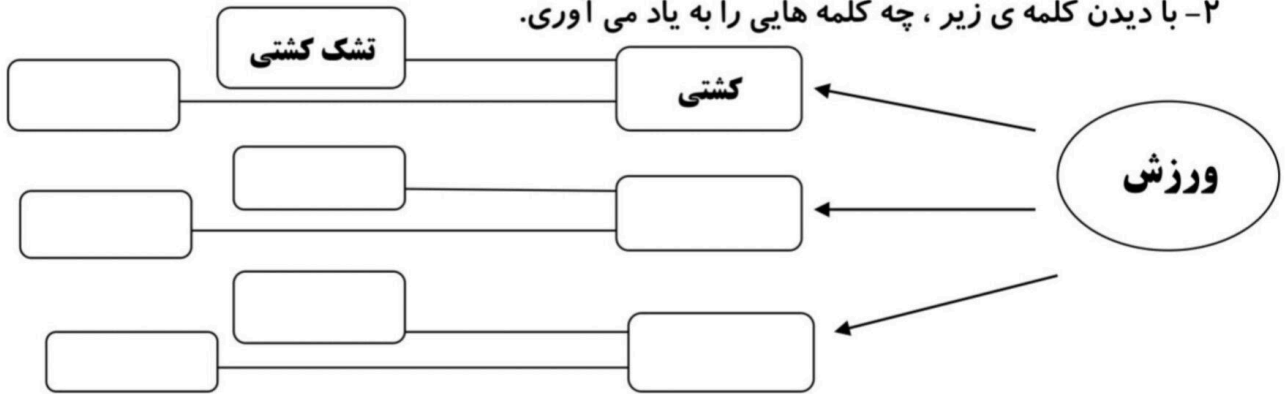 ۲- با دیدن کلمه ی زیر ، چه کلمه هایی را به یاد می آوری.
ورزش
کشتی
تشک کشتی